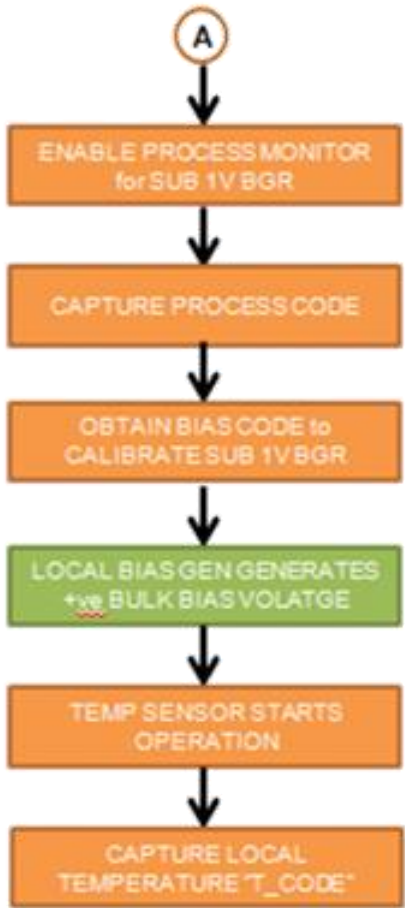 A
ENABLE PROCESS MONITOR
for SUB 1V BGR
CAPTURE PROCESS CODE
OBTAIN BIAS CODE to
CALIBRATE SUB 1V BGR
LOCAL BIAS GEN GENERATES
+ve BULK BIAS VOLATGE
TEMP SENSOR STARTS
OPERATION
CAPTURE LOCAL
TEMPERATURE "T_CODE"